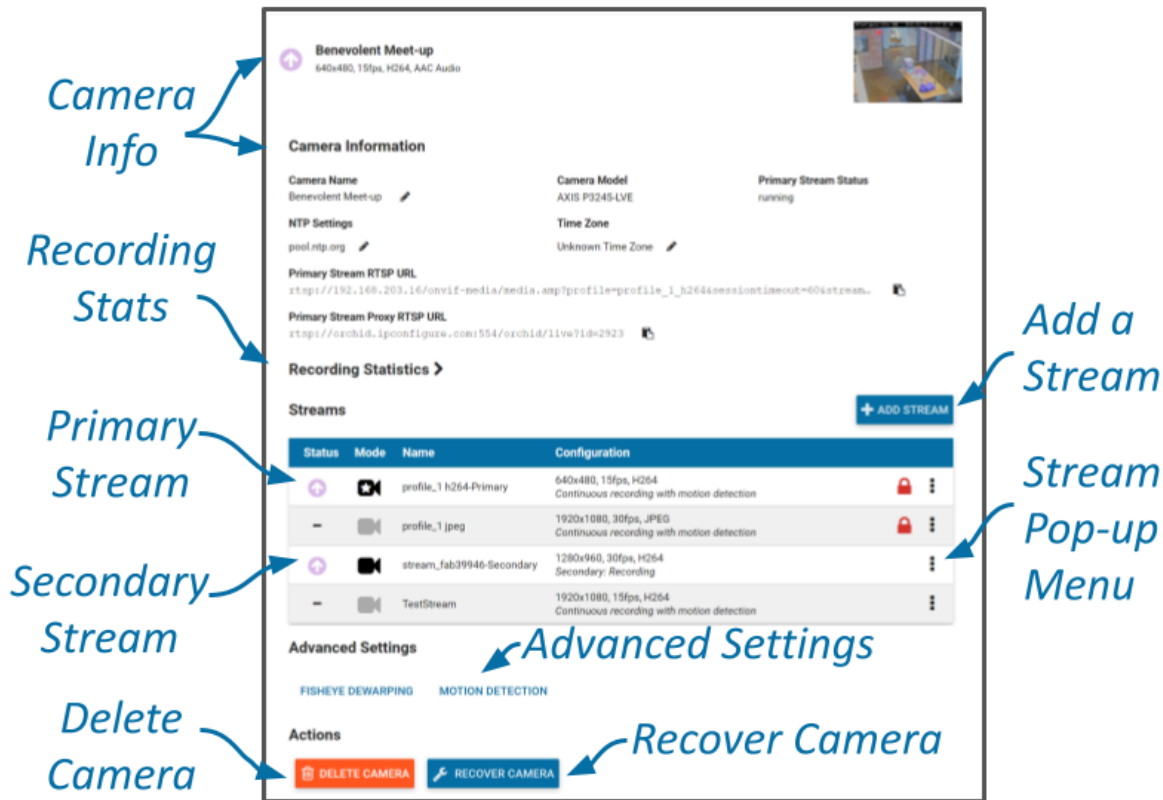 Benevolent Meet-up
640x480, 15fps, H264, AAC Audio
Camera
Info
Camera Information
Camera Name
Camera Model
Primary Stream Status
Benevolent Meet-up
AXIS P3245-LVE
running
NTP Settings
Time Zone
pool.ntp.org
Unknown Time Zone
Recording
Stats
Primary Stream RTSP URL
rtsp://192.168.203.16/onvif-media/media.amp?profile=profile_1_h264&sessiontimeout=60&stream…
Primary Stream Proxy RTSP URL
rtsp://orchid.ipconfigure.com:554/orchid/live?id=2923
Add a
Stream
Recording Statistics
Streams
ADD STREAM
Primary
Stream
Status Mode Name Configuration
profile_1 h264-Primary
640x480, 15fps, H264
Continuous recording with motion detection
profile_1 jpeg
1920x1080, 30fps, JPEG
Continuous recording with motion detection
Stream
Pop-up
Menu
Secondary
Stream
stream_fab39946-Secondary
1280x960, 30fps, H264
Secondary: Recording
TestStream
1920x1080, 15fps, H264
Continuous recording with motion detection
Advanced Settings
Advanced Settings
FISHEYE DEWARPING
MOTION DETECTION
Delete
Camera
Actions
Recover Camera
DELETE CAMERA
RECOVER CAMERA